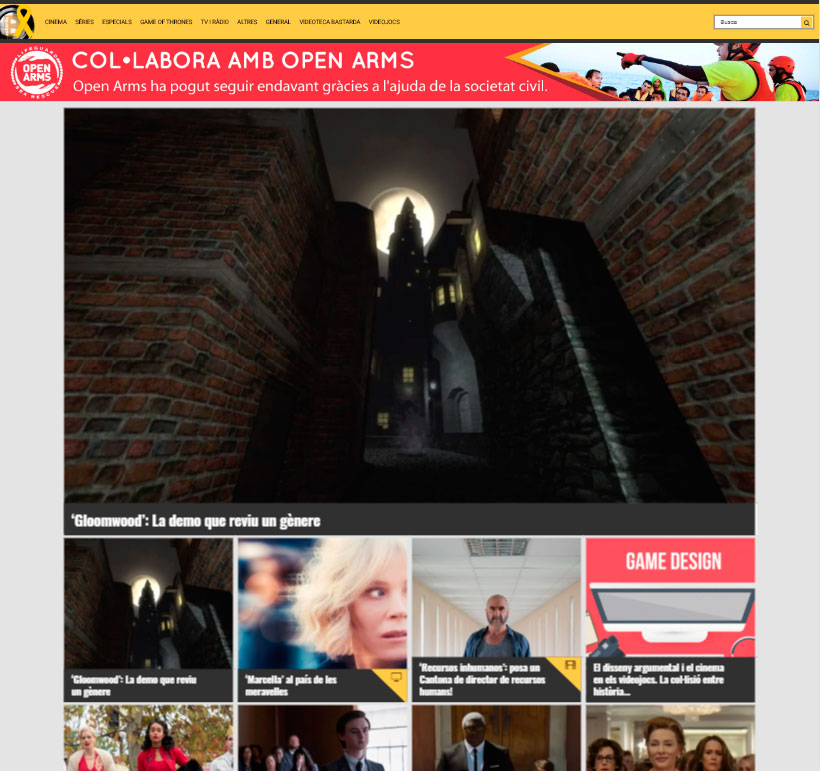 CINEMA SÈRIES ESPECIALS GAME OF THRONES TV I RÀDIO ALTRES GENERAL VIDEOTECA BASTARDA VIDEOJOCS
Busca
LIFEGUARD
OPEN
ARMS
SEA RESCUE
COL•LABORA AMB OPEN ARMS
Open Arms ha pogut seguir endavant gràcies a l'ajuda de la societat civil.
'Gloomwood': La demo que reviu un gènere
'Gloomwood': La demo que reviu
un gènere
'Marcella' al país de les
meravelles
'Recursos inhumanos': posa un
Cantona de director de recursos
humans!
GAME DESIGN
El disseny argumental i el cinema
en els videojocs. La col·lisió entre
història...